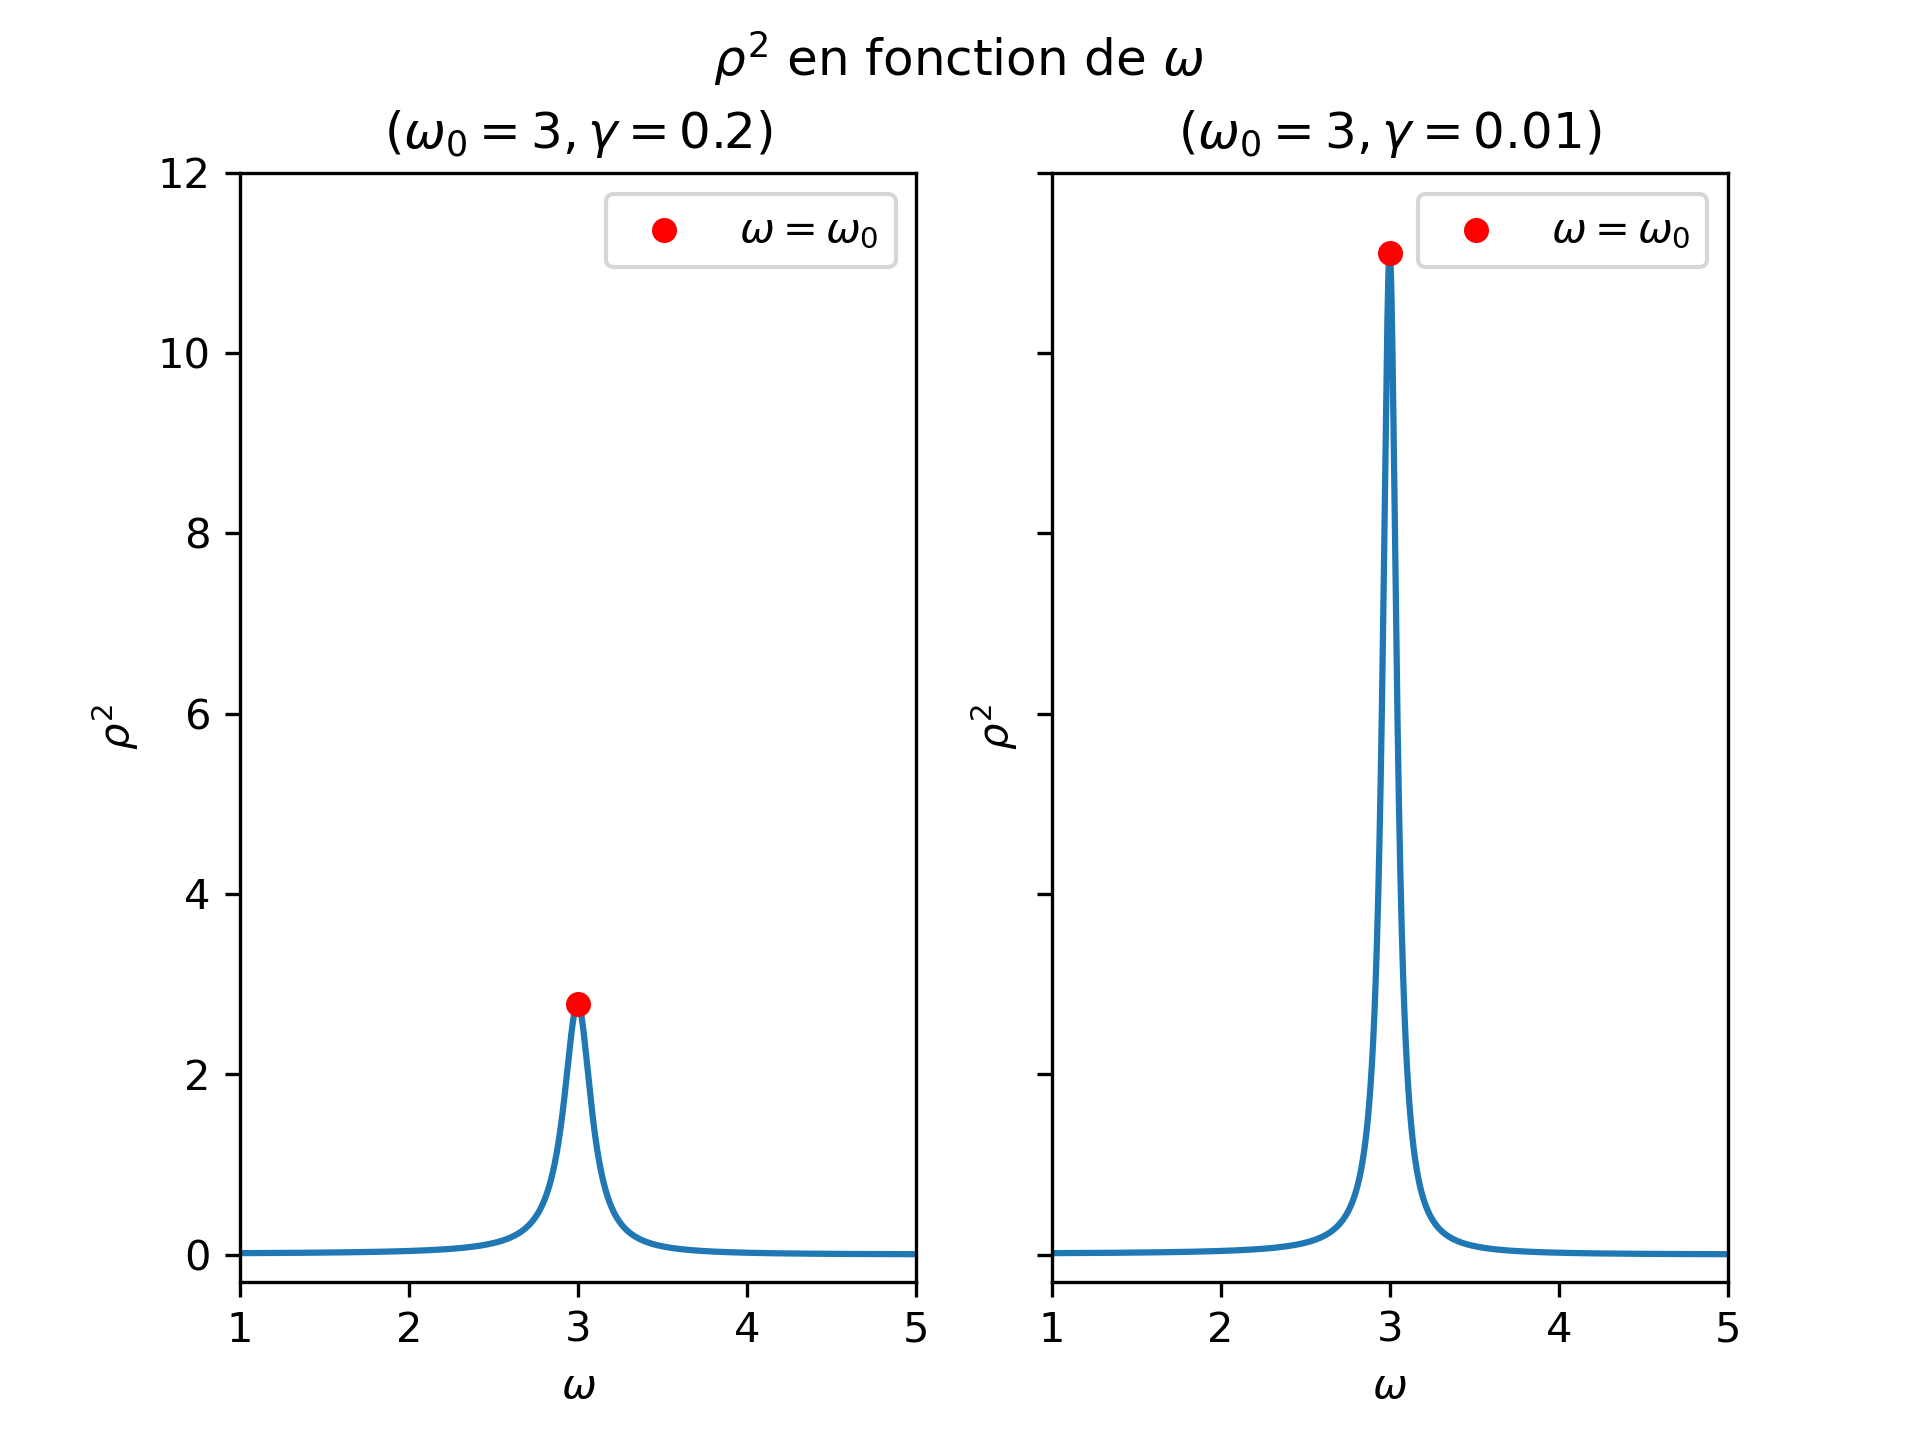 ρ² en fonction de ω
(ω₀ = 3, γ = 0.2)
(ω₀ = 3, γ = 0.01)
ω = ω₀
ω = ω₀
12
10
8
6
4
2
0
ρ²
ρ²
1 2 3 4 5
1 2 3 4 5
ω
ω